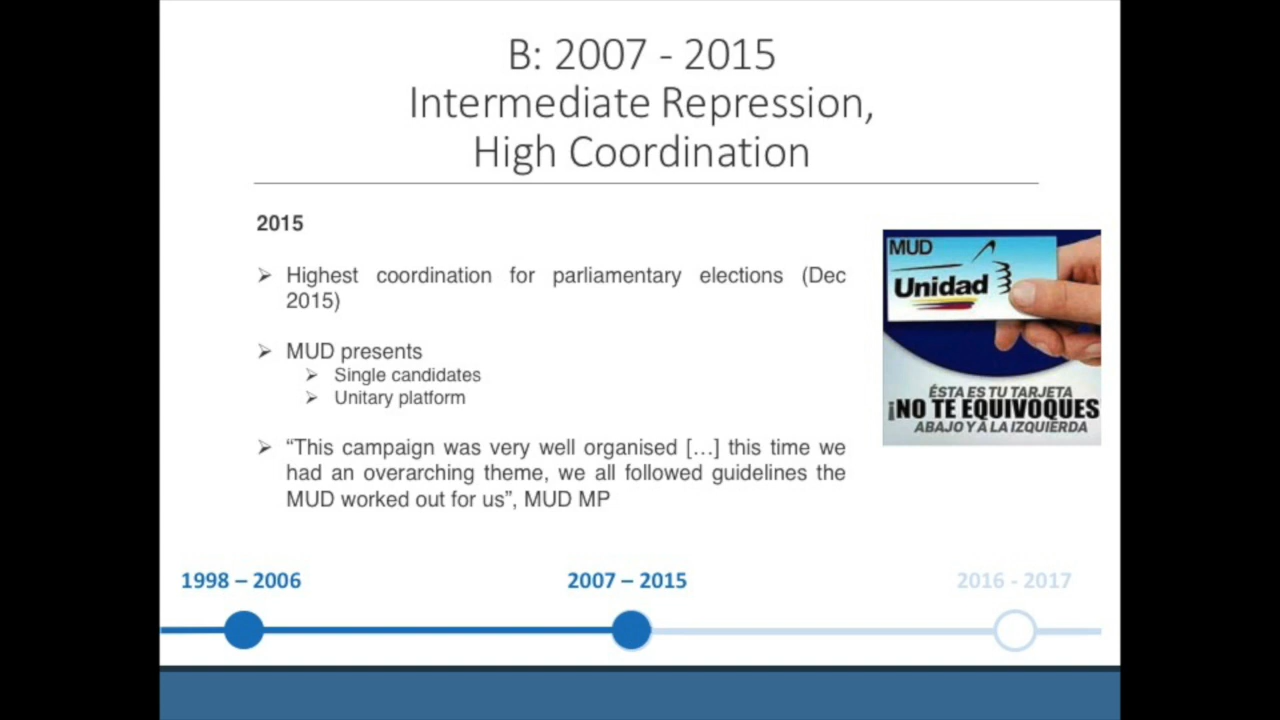 B: 2007 - 2015
Intermediate Repression,
High Coordination
2015
➢ Highest coordination for parliamentary elections (Dec
2015)
➢ MUD presents
➢ Single candidates
➢ Unitary platform
➢ “This campaign was very well organised […] this time we
had an overarching theme, we all followed guidelines the
MUD worked out for us”, MUD MP
MUD
Unidad
ÉSTA ES TU TARJETA
¡NO TE EQUIVOQUES
ABAJO Y A LA IZQUIERDA
1998 – 2006
2007 – 2015
2016 - 2017